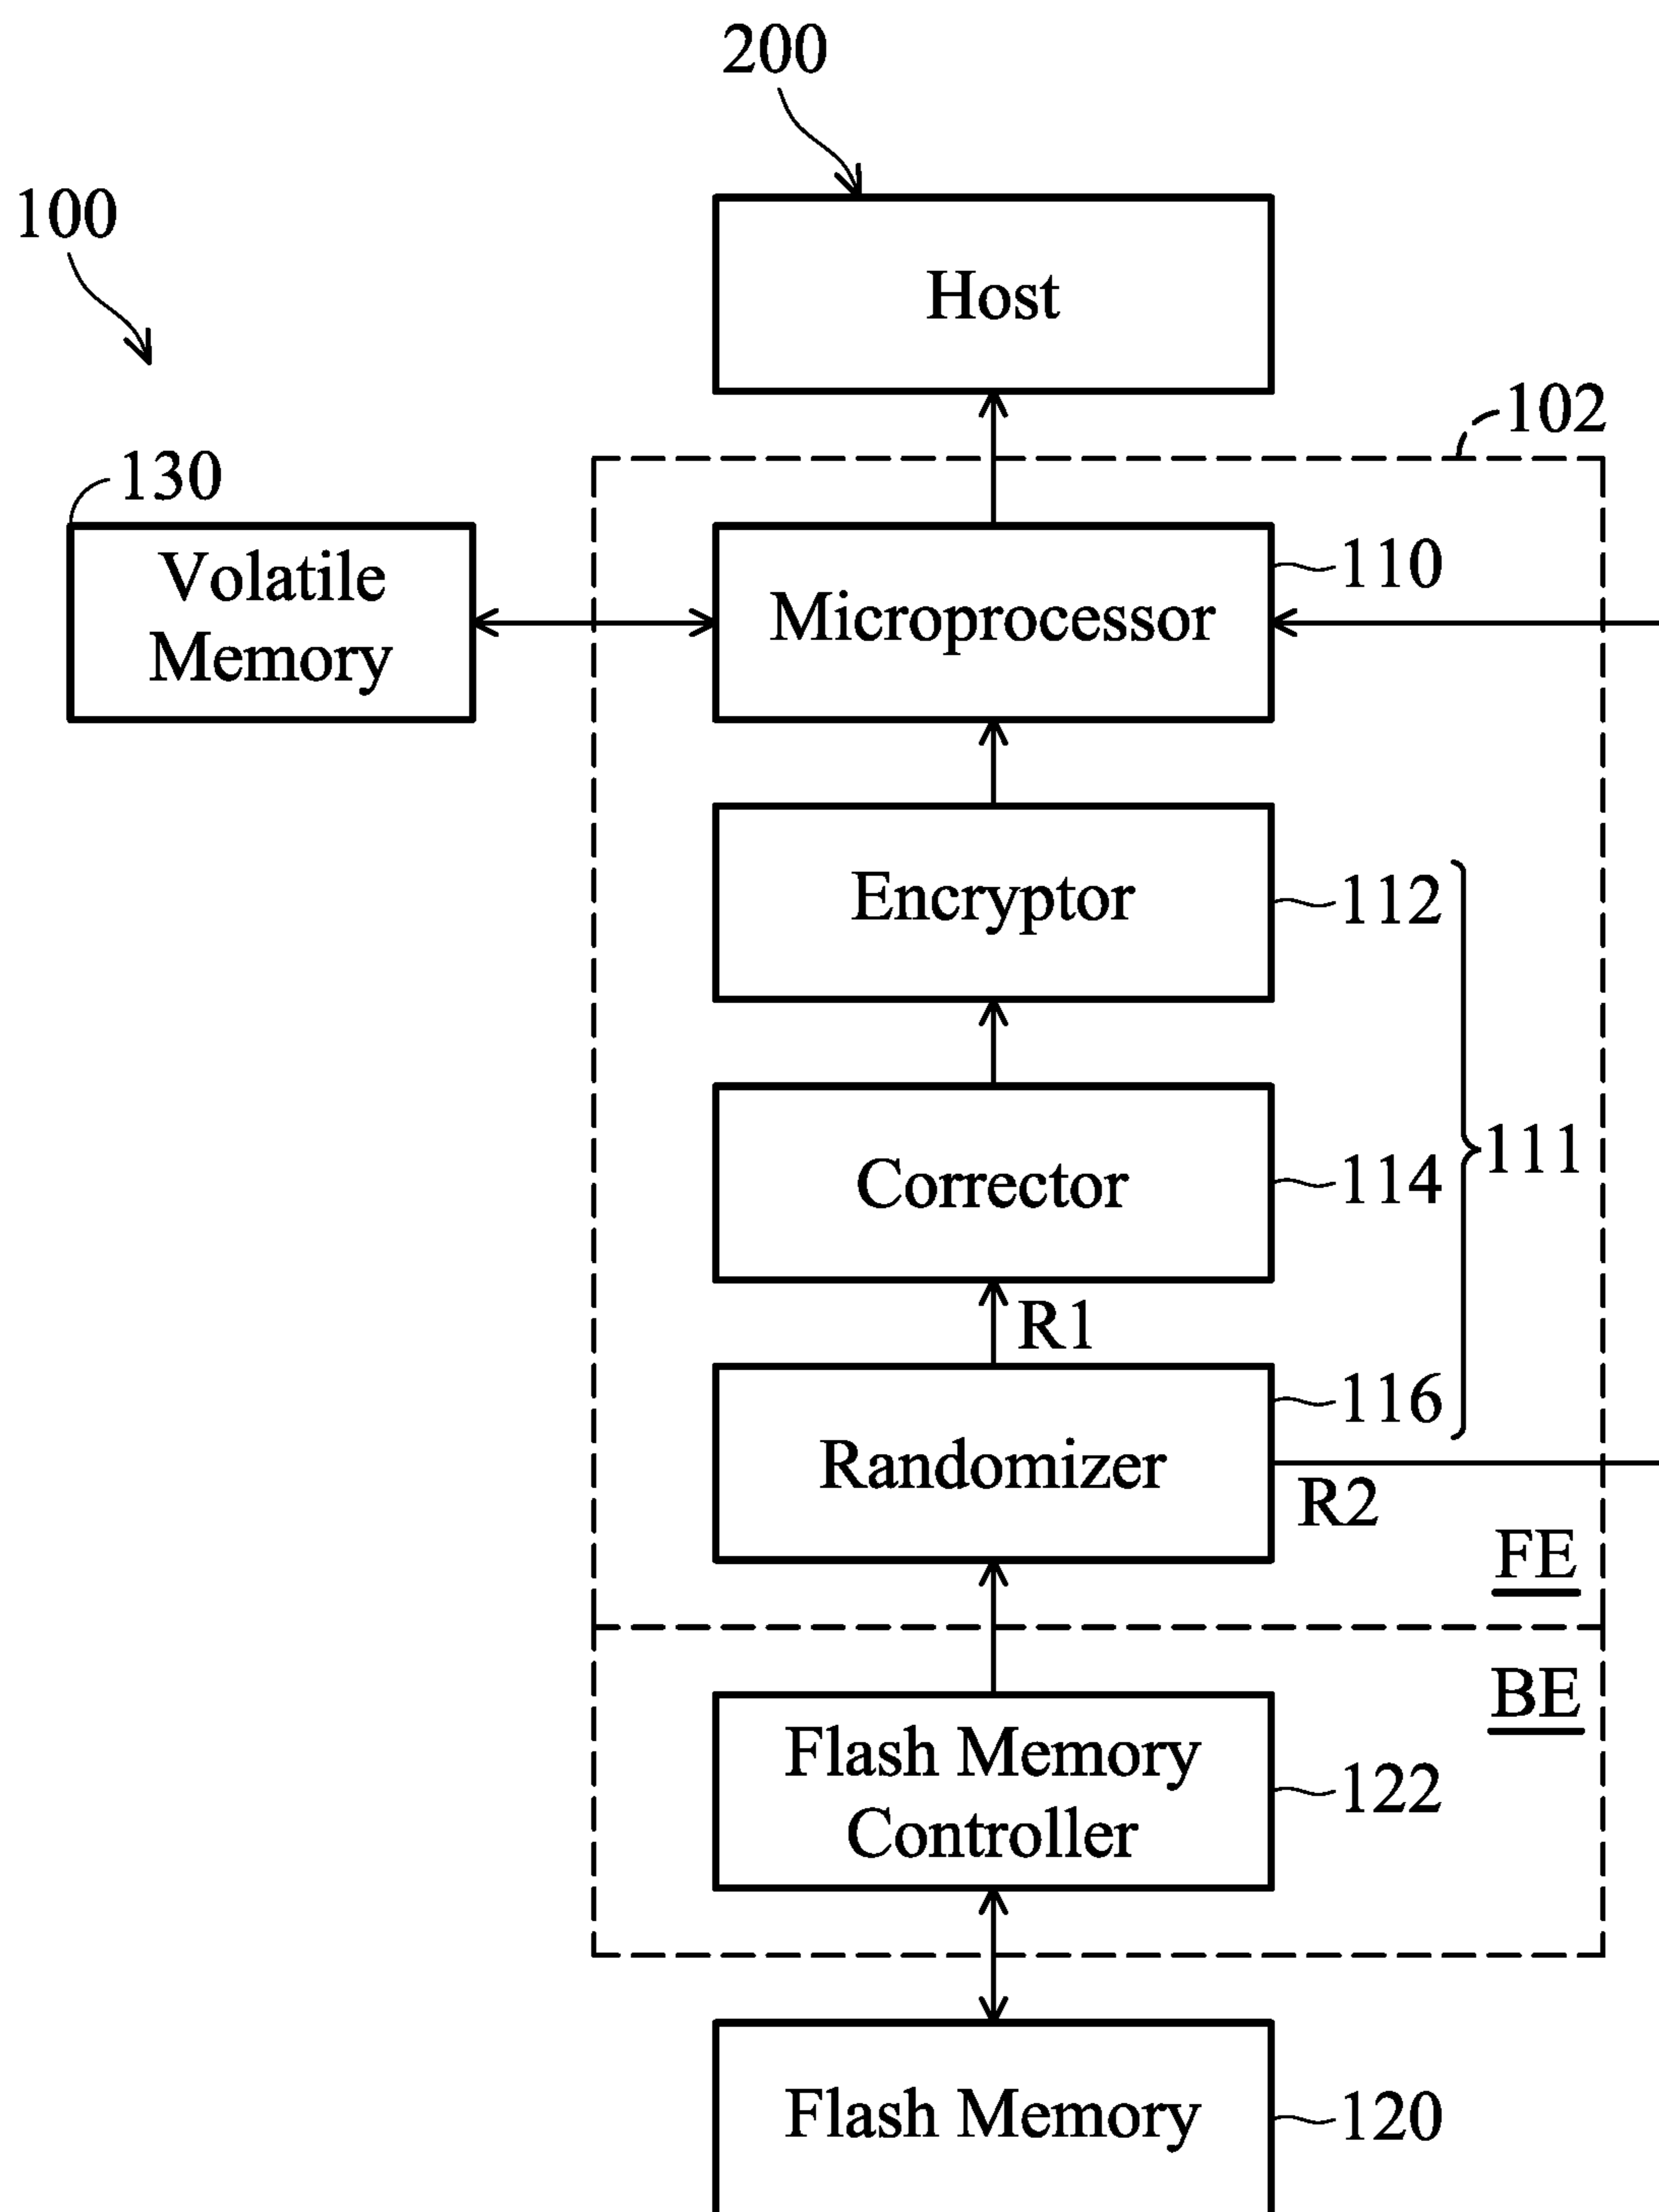 200
100
Host
102
130
Volatile
Memory
Microprocessor
110
Encryptor
112
Corrector
114
111
R1
Randomizer
116
R2
FE
BE
Flash Memory
Controller
122
Flash Memory
120